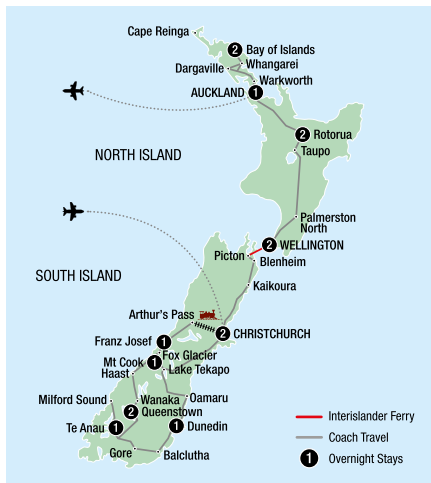 Cape Reinga
2
Bay of Islands
Whangarei
Dargaville
Warkworth
AUCKLAND
1
2
Rotorua
Taupo
NORTH ISLAND
Palmerston
North
2
WELLINGTON
Picton
Blenheim
SOUTH ISLAND
Kaikoura
Arthur's Pass
2
CHRISTCHURCH
Franz Josef
1
Fox Glacier
Mt Cook
1
Lake Tekapo
Haast
Milford Sound
Wanaka
Oamaru
2
Queenstown
Te Anau
1
1
Dunedin
Gore
Balclutha
Interislander Ferry
Coach Travel
1
Overnight Stays